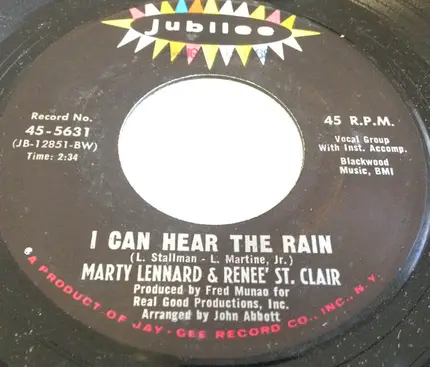 Jubilee
Record No.
45-5631
(JB-12851-BW)
Time: 2:34
45 R.P.M.
Vocal Group
With Inst. Accomp.
Blackwood
Music, BMI
I CAN HEAR THE RAIN
(L. Stallman - L. Martine, Jr.)
MARTY LENNARD & RENEE' ST. CLAIR
Produced by Fred Munao for
Real Good Productions, Inc.
Arranged by John Abbott
A PRODUCT OF JAY-GEE RECORD CO., INC., N. Y.